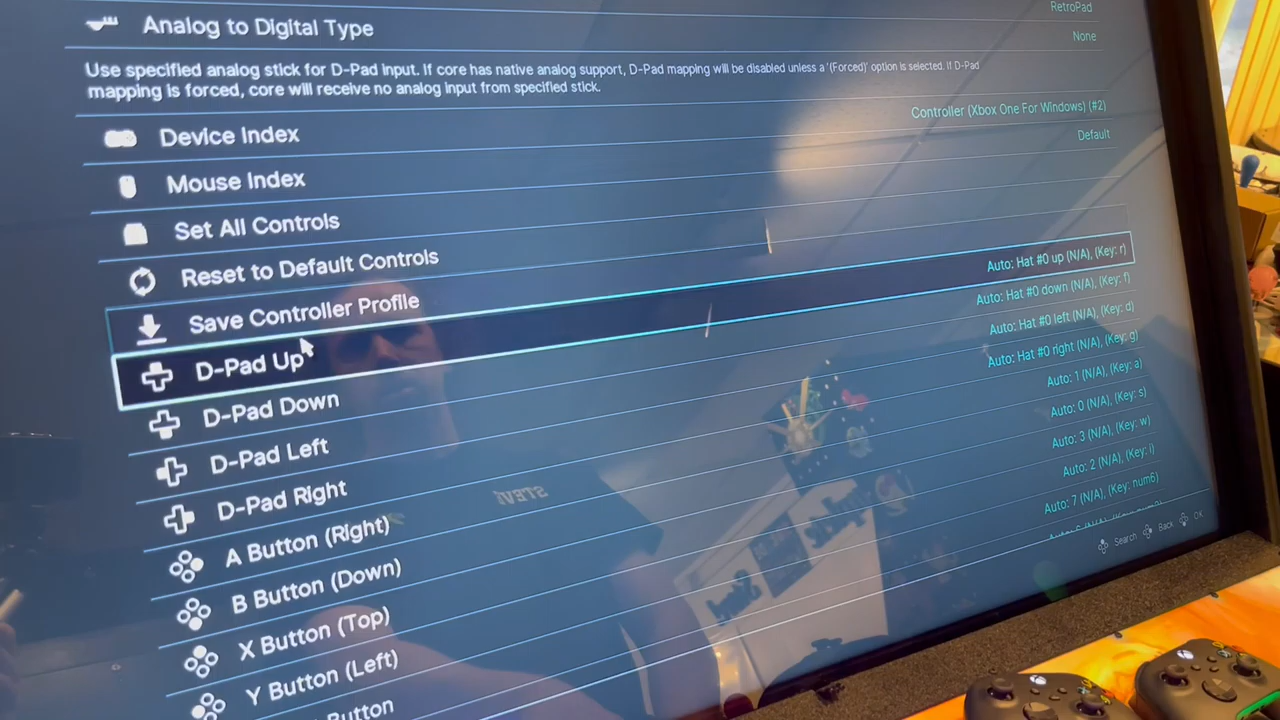 RetroPad
Analog to Digital Type
None
Use specified analog stick for D-Pad input. If core has native analog support, D-Pad mapping will be disabled unless a '(Forced)' option is selected. If D-Pad
mapping is forced, core will receive no analog input from specified stick.
Device Index
Controller (Xbox One For Windows) (#2)
Mouse Index
Default
Set All Controls
Reset to Default Controls
Save Controller Profile
D-Pad Up
Auto: Hat #0 up (N/A), (Key: r)
D-Pad Down
Auto: Hat #0 down (N/A), (Key: f)
D-Pad Left
Auto: Hat #0 left (N/A), (Key: d)
D-Pad Right
Auto: Hat #0 right (N/A), (Key: g)
A Button (Right)
Auto: 1 (N/A), (Key: a)
B Button (Down)
Auto: 0 (N/A), (Key: s)
X Button (Top)
Auto: 3 (N/A), (Key: w)
Y Button (Left)
Auto: 2 (N/A), (Key: i)
Button
Auto: 7 (N/A), (Key: num6)
Search Back OK